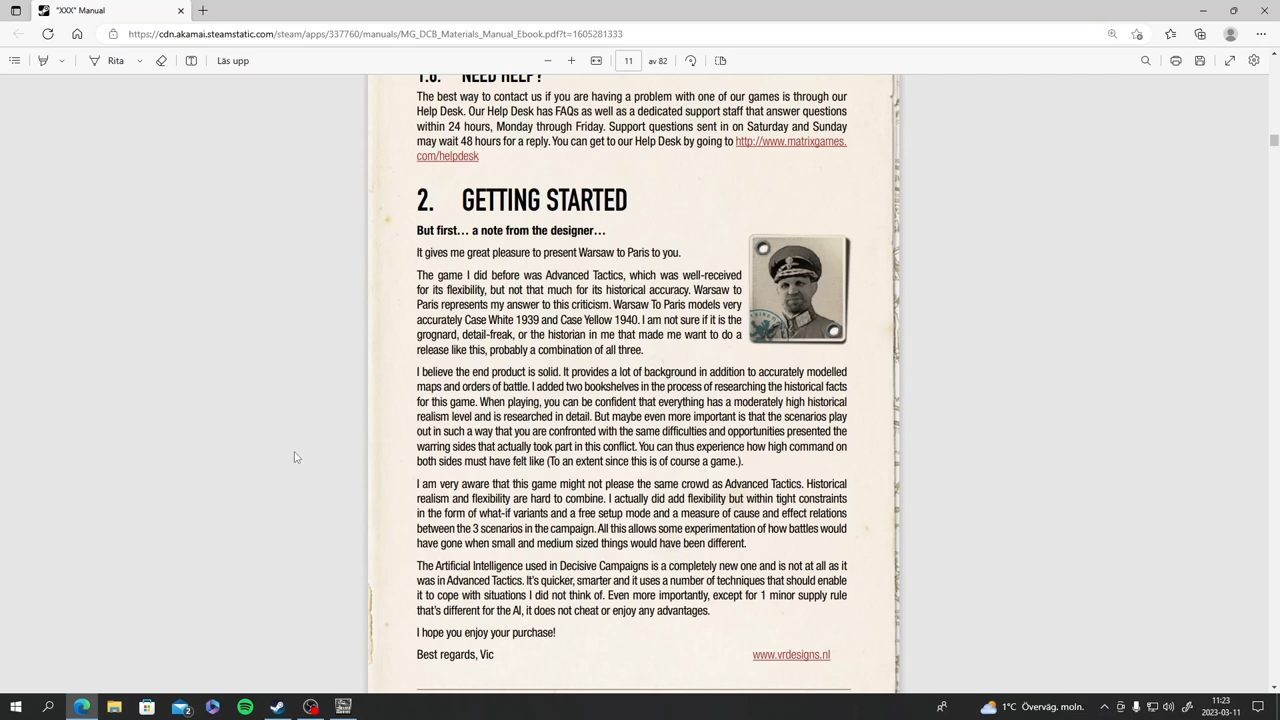 "XXX" Manual
https://cdn.akamai.steamstatic.com/steam/apps/337760/manuals/MG_DCB_Materials_Manual_Ebook.pdf?t=1605281333
Rita
Läs upp
11
av 82
1.6. NEED HELP?
The best way to contact us if you are having a problem with one of our games is through our
Help Desk. Our Help Desk has FAQs as well as a dedicated support staff that answer questions
within 24 hours, Monday through Friday. Support questions sent in on Saturday and Sunday
may wait 48 hours for a reply. You can get to our Help Desk by going to http://www.matrixgames.
com/helpdesk
2. GETTING STARTED
But first… a note from the designer…
It gives me great pleasure to present Warsaw to Paris to you.
The game I did before was Advanced Tactics, which was well-received
for its flexibility, but not that much for its historical accuracy. Warsaw to
Paris represents my answer to this criticism. Warsaw To Paris models very
accurately Case White 1939 and Case Yellow 1940. I am not sure if it is the
grognard, detail-freak, or the historian in me that made me want to do a
release like this, probably a combination of all three.
I believe the end product is solid. It provides a lot of background in addition to accurately modelled
maps and orders of battle. I added two bookshelves in the process of researching the historical facts
for this game. When playing, you can be confident that everything has a moderately high historical
realism level and is researched in detail. But maybe even more important is that the scenarios play
out in such a way that you are confronted with the same difficulties and opportunities presented the
warring sides that actually took part in this conflict. You can thus experience how high command on
both sides must have felt like (To an extent since this is of course a game.).
I am very aware that this game might not please the same crowd as Advanced Tactics. Historical
realism and flexibility are hard to combine. I actually did add flexibility but within tight constraints
in the form of what-if variants and a free setup mode and a measure of cause and effect relations
between the 3 scenarios in the campaign. All this allows some experimentation of how battles would
have gone when small and medium sized things would have been different.
The Artificial Intelligence used in Decisive Campaigns is a completely new one and is not at all as it
was in Advanced Tactics. It's quicker, smarter and it uses a number of techniques that should enable
it to cope with situations I did not think of. Even more importantly, except for 1 minor supply rule
that's different for the AI, it does not cheat or enjoy any advantages.
I hope you enjoy your purchase!
Best regards, Vic
www.vrdesigns.nl
1°C Överväg. moln.
11:23
2023-03-11